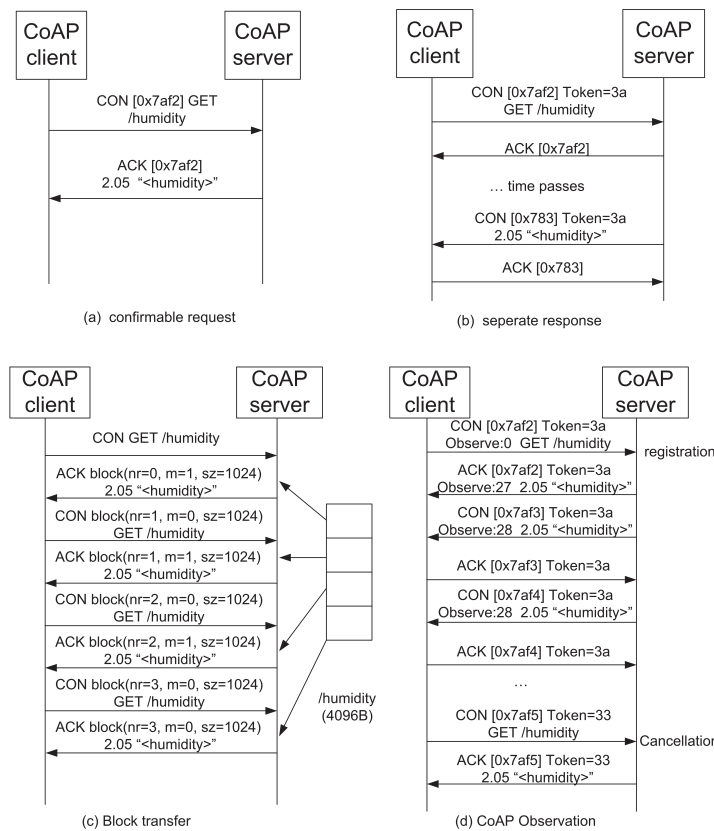 CoAP
client
CoAP
server
CON [0x7af2] GET
/humidity
ACK [0x7af2]
2.05 “<humidity>”
(a) confirmable request
CoAP
client
CoAP
server
CON [0x7af2] Token=3a
GET /humidity
ACK [0x7af2]
... time passes
CON [0x783] Token=3a
2.05 “<humidity>”
ACK [0x783]
(b) seperate response
CoAP
client
CoAP
server
CON GET /humidity
ACK block(nr=0, m=1, sz=1024)
2.05 “<humidity>”
CON block(nr=1, m=0, sz=1024)
GET /humidity
ACK block(nr=1, m=1, sz=1024)
2.05 “<humidity>”
CON block(nr=2, m=0, sz=1024)
GET /humidity
ACK block(nr=2, m=1, sz=1024)
2.05 “<humidity>”
CON block(nr=3, m=0, sz=1024)
GET /humidity
ACK block(nr=3, m=0, sz=1024)
2.05 “<humidity>”
/humidity
(4096B)
(c) Block transfer
CoAP
client
CoAP
server
CON [0x7af2] Token=3a
Observe:0 GET /humidity
registration
ACK [0x7af2] Token=3a
Observe:27 2.05 “<humidity>”
CON [0x7af3] Token=3a
Observe:28 2.05 “<humidity>”
ACK [0x7af3] Token=3a
CON [0x7af4] Token=3a
Observe:28 2.05 “<humidity>”
ACK [0x7af4] Token=3a
...
CON [0x7af5] Token=33
GET /humidity
Cancellation
ACK [0x7af5] Token=33
2.05 “<humidity>”
(d) CoAP Observation